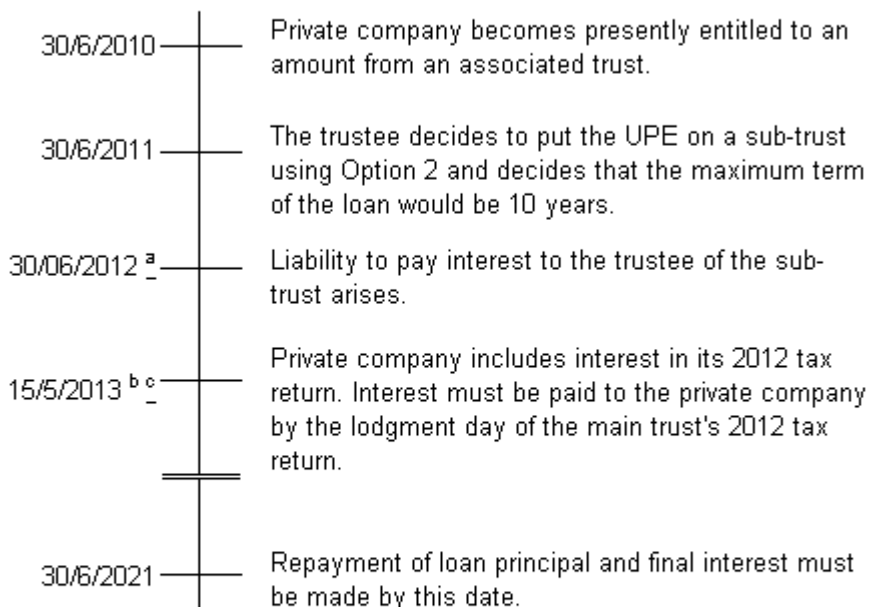 30/6/2010
Private company becomes presently entitled to an
amount from an associated trust.
30/6/2011
The trustee decides to put the UPE on a sub-trust
using Option 2 and decides that the maximum term
of the loan would be 10 years.
30/06/2012 a
Liability to pay interest to the trustee of the sub-
trust arises.
15/5/2013 b c
Private company includes interest in its 2012 tax
return. Interest must be paid to the private company
by the lodgment day of the main trust's 2012 tax
return.
30/6/2021
Repayment of loan principal and final interest must
be made by this date.